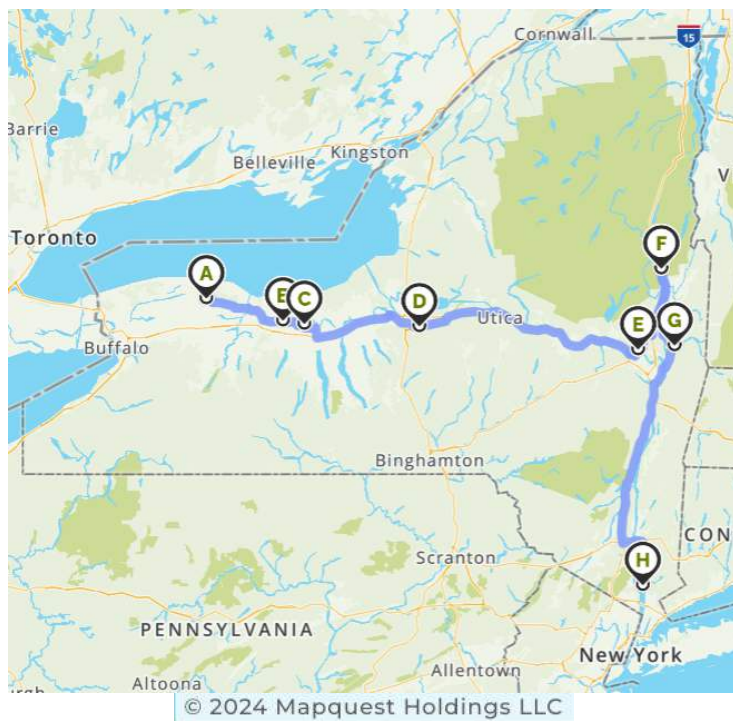 Cornwall
15
Barrie
Belleville
Kingston
V
Toronto
F
A
E
C
D
E
G
Utica
Buffalo
Binghamton
CON
Scranton
H
PENNSYLVANIA
New York
Allentown
Altoona
urgh
© 2024 Mapquest Holdings LLC